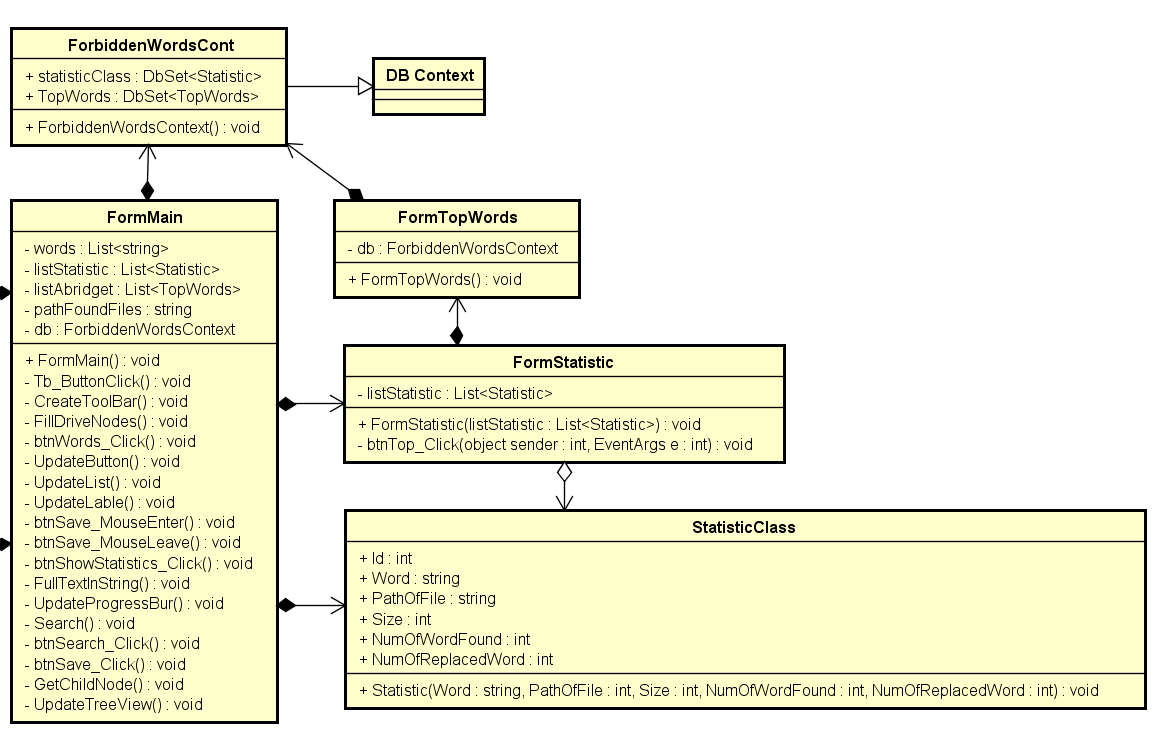 ForbiddenWordsCont
+ statisticClass : DbSet<Statistic>
+ TopWords : DbSet<TopWords>
+ ForbiddenWordsContext() : void
DB Context
FormMain
- words : List<string>
- listStatistic : List<Statistic>
- listAbridget : List<TopWords>
- pathFoundFiles : string
- db : ForbiddenWordsContext
+ FormMain() : void
- Tb_ButtonClick() : void
- CreateToolBar() : void
- FillDriveNodes() : void
- btnWords_Click() : void
- UpdateButton() : void
- UpdateList() : void
- UpdateLable() : void
- btnSave_MouseEnter() : void
- btnSave_MouseLeave() : void
- btnShowStatistics_Click() : void
- FullTextInString() : void
- UpdateProgressBur() : void
- Search() : void
- btnSearch_Click() : void
- btnSave_Click() : void
- GetChildNode() : void
- UpdateTreeView() : void
FormTopWords
- db : ForbiddenWordsContext
+ FormTopWords() : void
FormStatistic
- listStatistic : List<Statistic>
+ FormStatistic(listStatistic : List<Statistic>) : void
- btnTop_Click(object sender : int, EventArgs e : int) : void
StatisticClass
+ Id : int
+ Word : string
+ PathOfFile : string
+ Size : int
+ NumOfWordFound : int
+ NumOfReplacedWord : int
+ Statistic(Word : string, PathOfFile : int, Size : int, NumOfWordFound : int, NumOfReplacedWord : int) : void